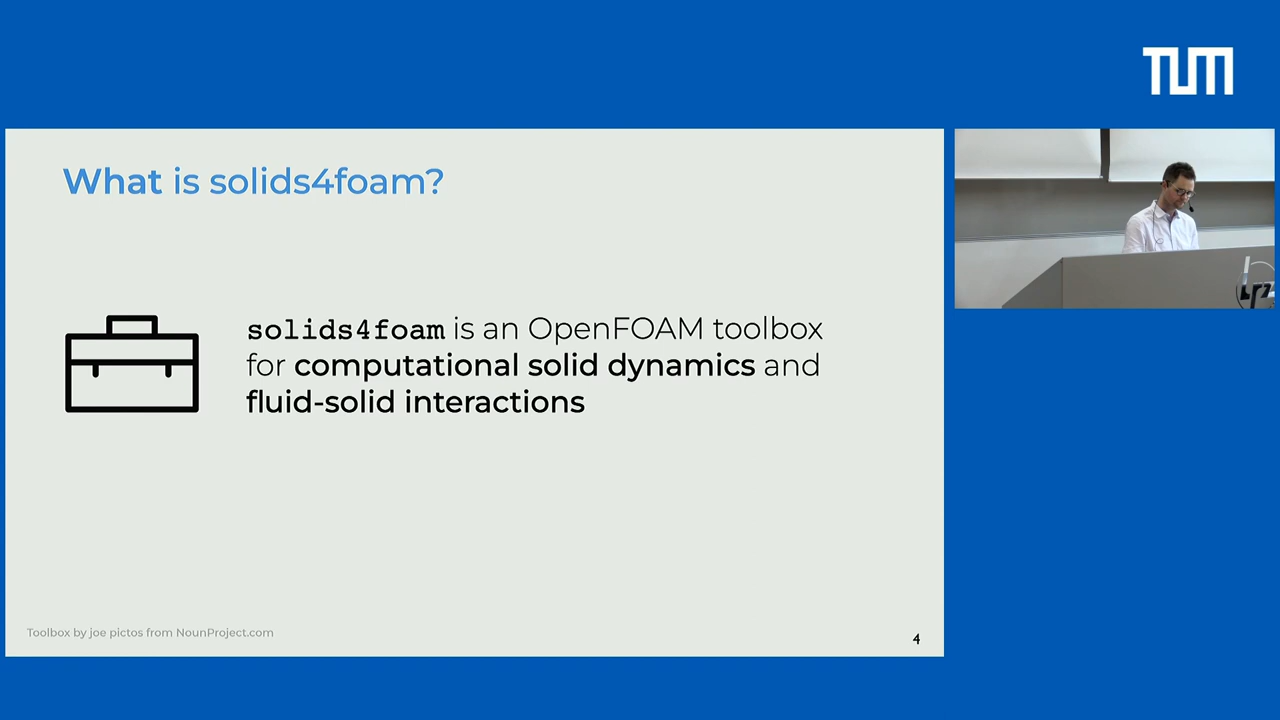 TUM
What is solids4foam?
solids4foam is an OpenFOAM toolbox
for computational solid dynamics and
fluid-solid interactions
Toolbox by joe pictos from NounProject.com
4